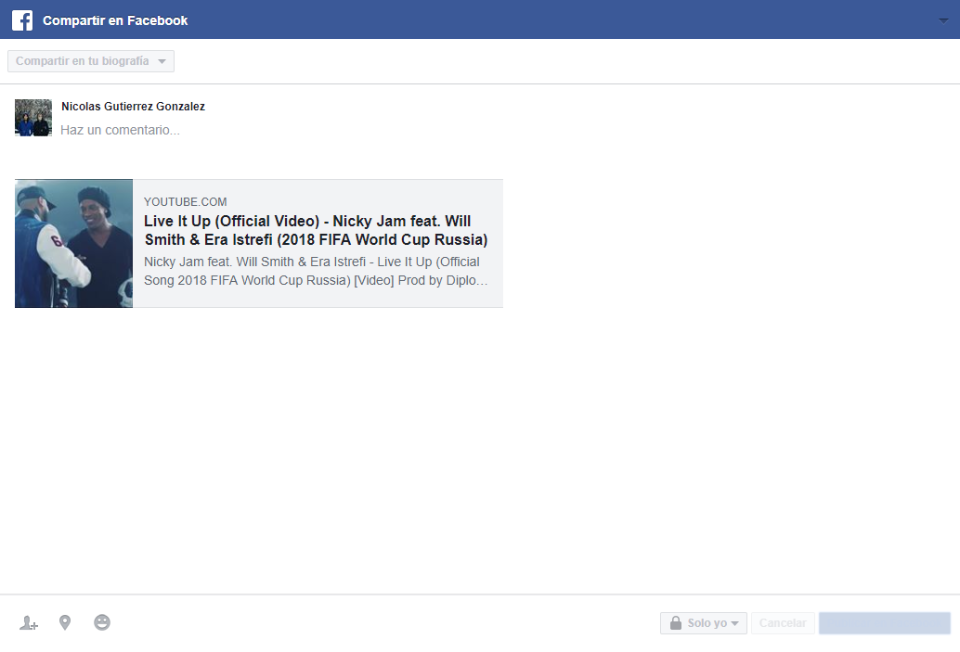 Compartir en Facebook
Compartir en tu biografía
Nicolas Gutierrez Gonzalez
Haz un comentario...
YOUTUBE.COM
Live It Up (Official Video) - Nicky Jam feat. Will
Smith & Era Istrefi (2018 FIFA World Cup Russia)
Nicky Jam feat. Will Smith & Era Istrefi - Live It Up (Official
Song 2018 FIFA World Cup Russia) [Video] Prod by Diplo…
Solo yo
Cancelar